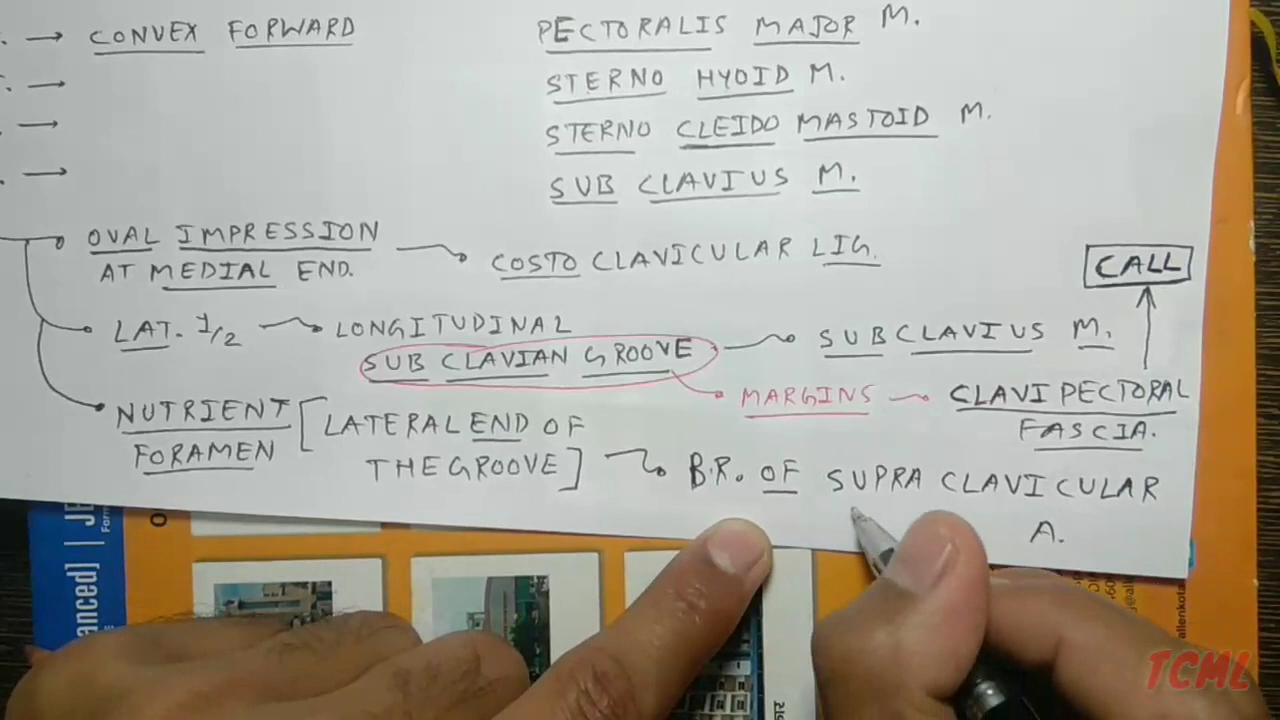 . → CONVEX FORWARD
PECTORALIS MAJOR M.
STERNO HYOID M.
STERNO CLEIDO MASTOID M.
SUB CLAVIUS M.
OVAL IMPRESSION
AT MEDIAL END.
COSTO CLAVICULAR LIG.
CALL
LAT. 1/2
LONGITUDINAL
SUB CLAVIAN GROOVE
SUBCLAVIUS M.
MARGINS
CLAVI PECTORAL
FASCIA.
NUTRIENT
FORAMEN
[LATERAL END OF
THE GROOVE]
B.R. OF SUPRA CLAVICULAR
A.
anced] | JE
TCML